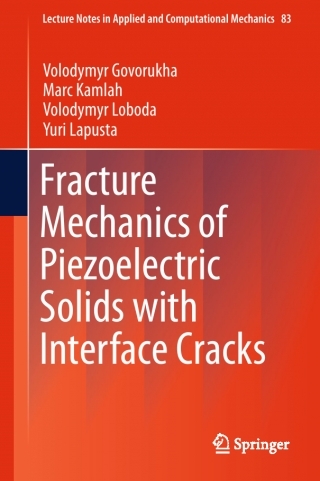 Lecture Notes in Applied and Computational Mechanics 83
Volodymyr Govorukha
Marc Kamlah
Volodymyr Loboda
Yuri Lapusta
Fracture
Mechanics of
Piezoelectric
Solids with
Interface Cracks
Springer